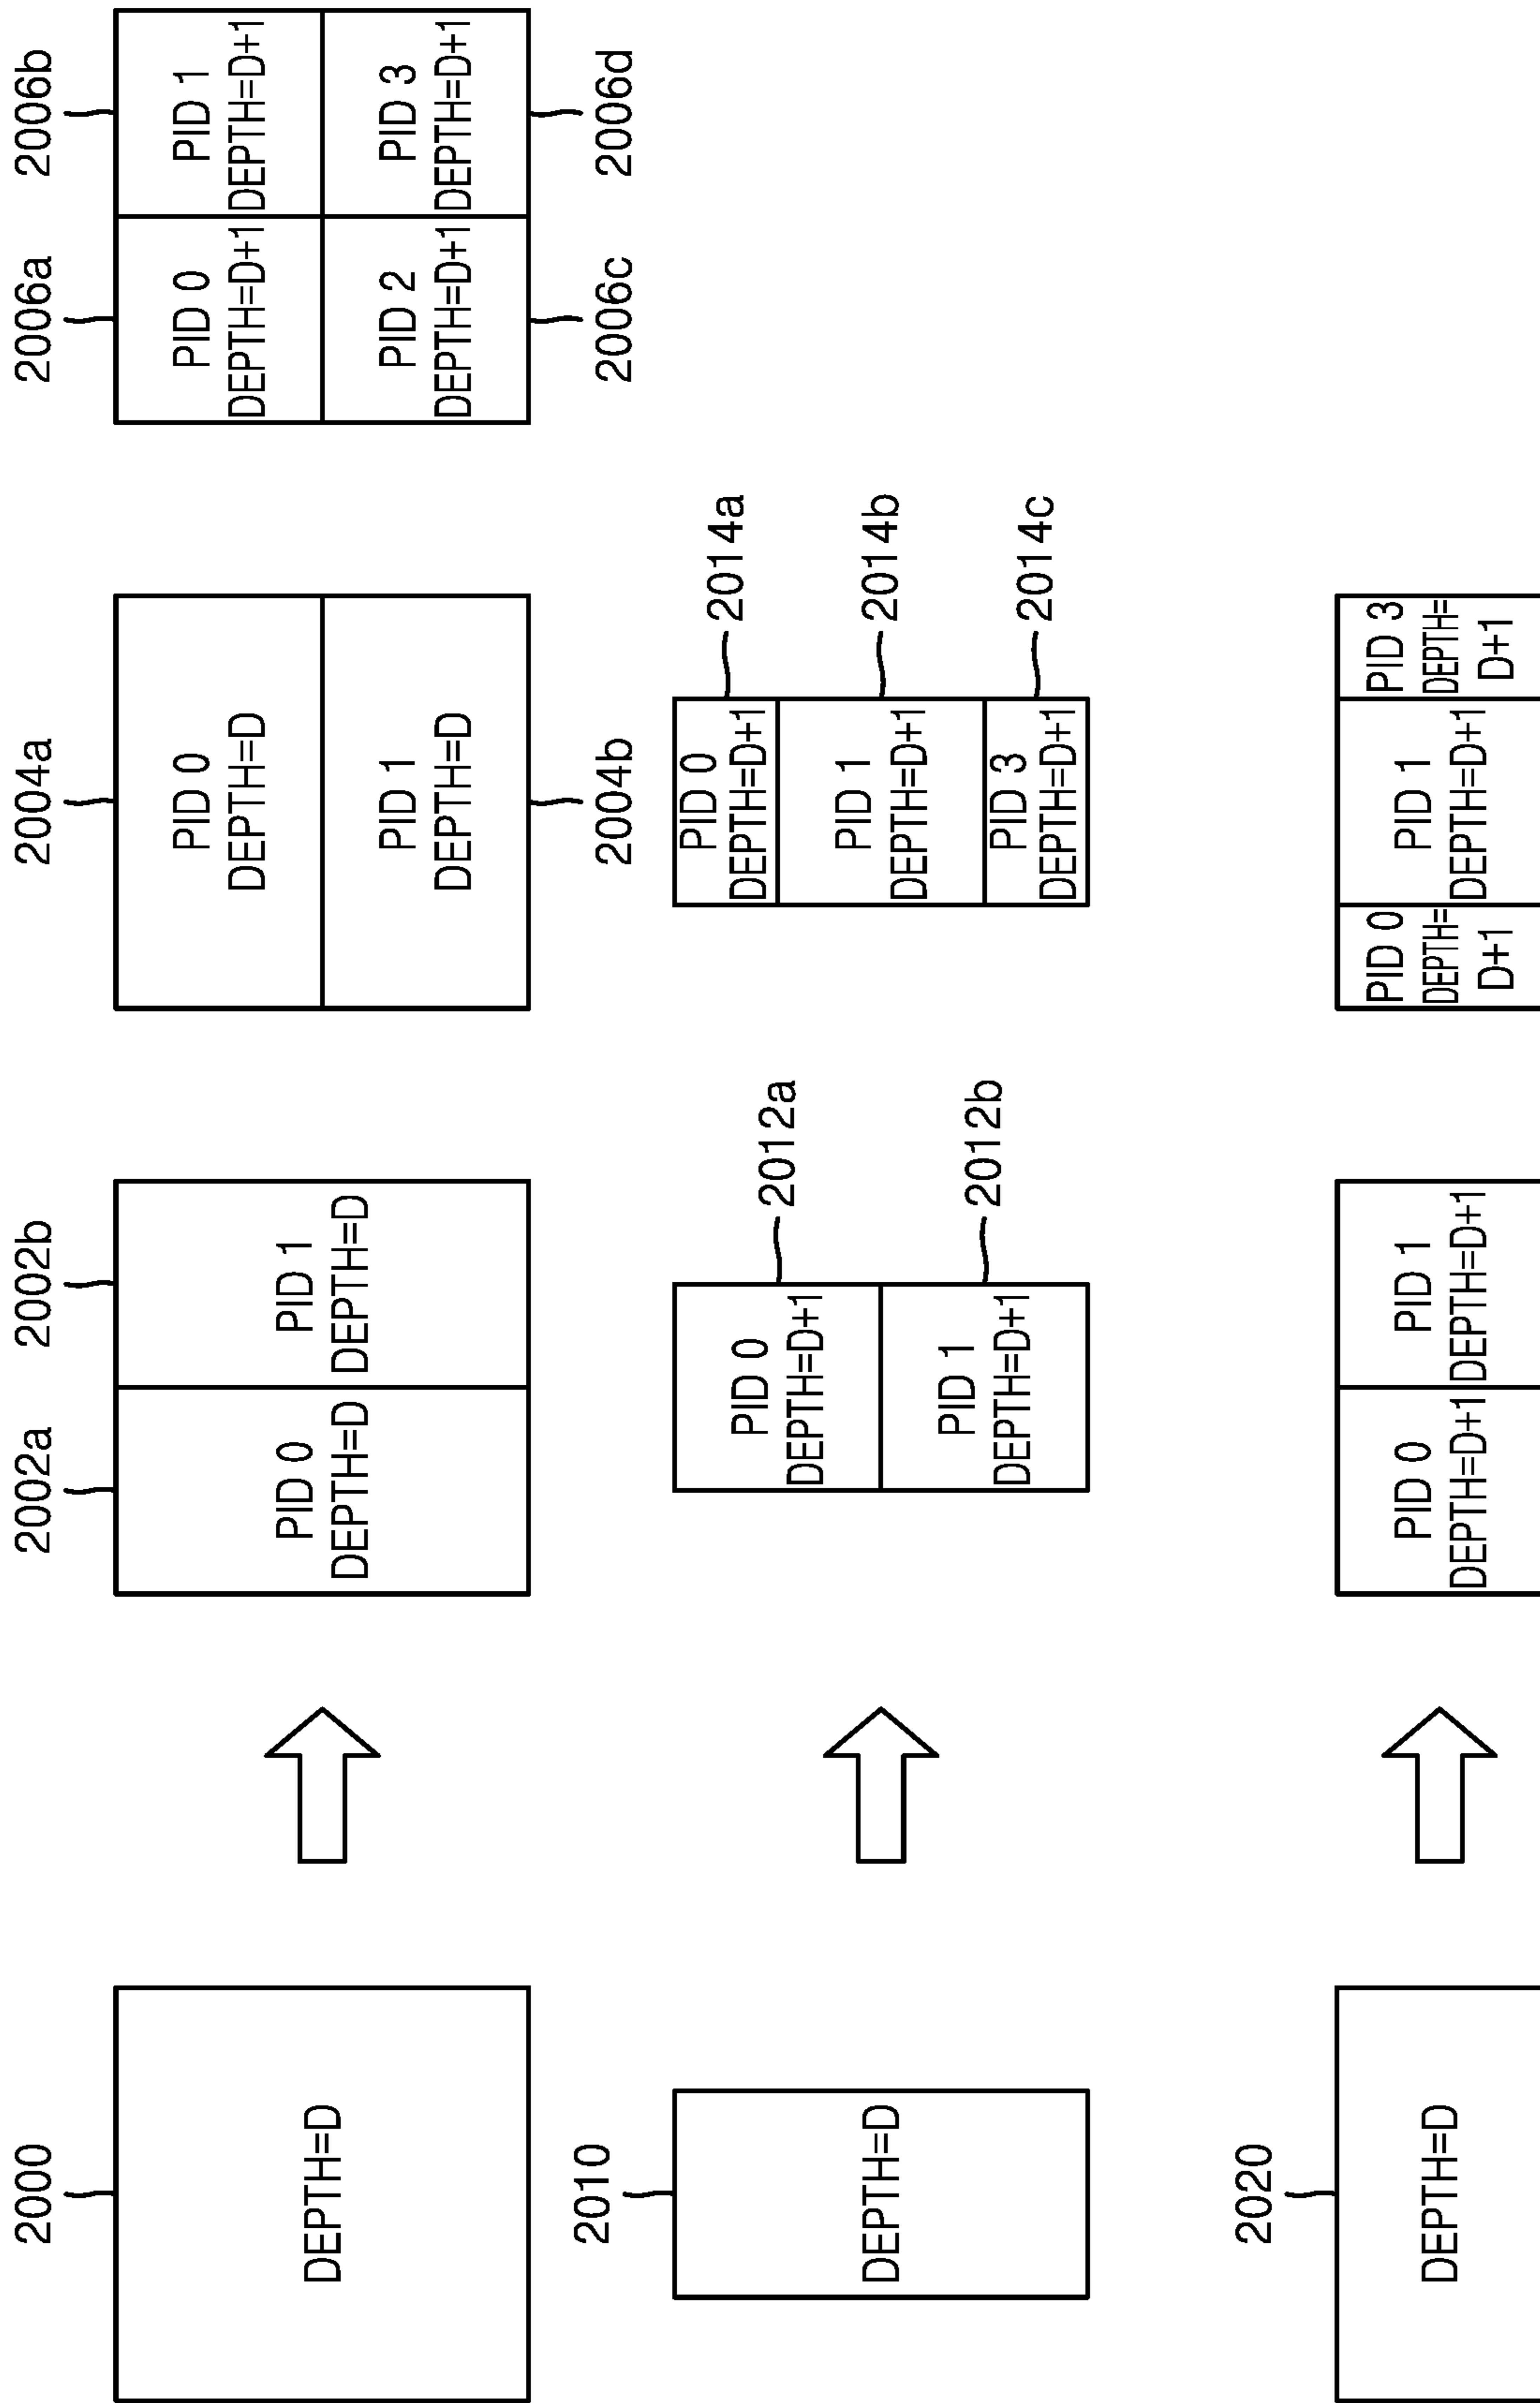 2000
DEPTH=D
2002a
2002b
PID 0
DEPTH=D
PID 1
DEPTH=D
2004a
PID 0
DEPTH=D
PID 1
DEPTH=D
2004b
2006a
2006b
PID 0
DEPTH=D+1
PID 1
DEPTH=D+1
PID 2
DEPTH=D+1
PID 3
DEPTH=D+1
2006c
2006d
2010
DEPTH=D
PID 0
DEPTH=D+1
2012a
PID 1
DEPTH=D+1
2012b
PID 0
DEPTH=D+1
2014a
PID 1
DEPTH=D+1
2014b
PID 3
DEPTH=D+1
2014c
2020
DEPTH=D
PID 0
DEPTH=D+1
PID 1
DEPTH=D+1
PID 0
DEPTH=
D+1
PID 1
DEPTH=D+1
PID 3
DEPTH=
D+1